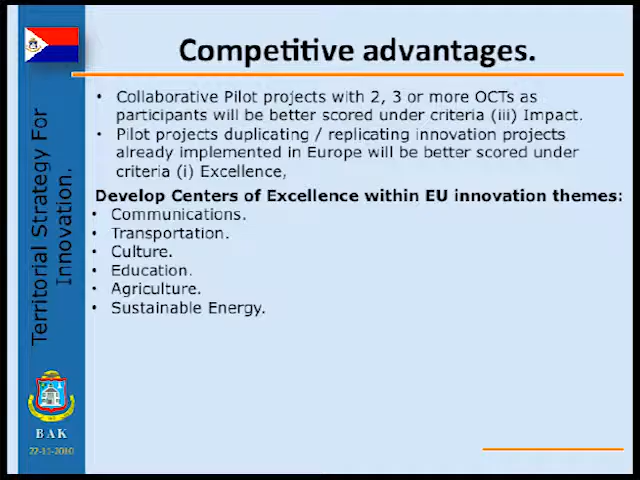 Competitive advantages.
• Collaborative Pilot projects with 2, 3 or more OCTs as
participants will be better scored under criteria (iii) Impact.
• Pilot projects duplicating / replicating innovation projects
already implemented in Europe will be better scored under
criteria (i) Excellence,
Develop Centers of Excellence within EU innovation themes:
• Communications.
• Transportation.
• Culture.
• Education.
• Agriculture.
• Sustainable Energy.
Territorial Strategy For
Innovation.
BAK